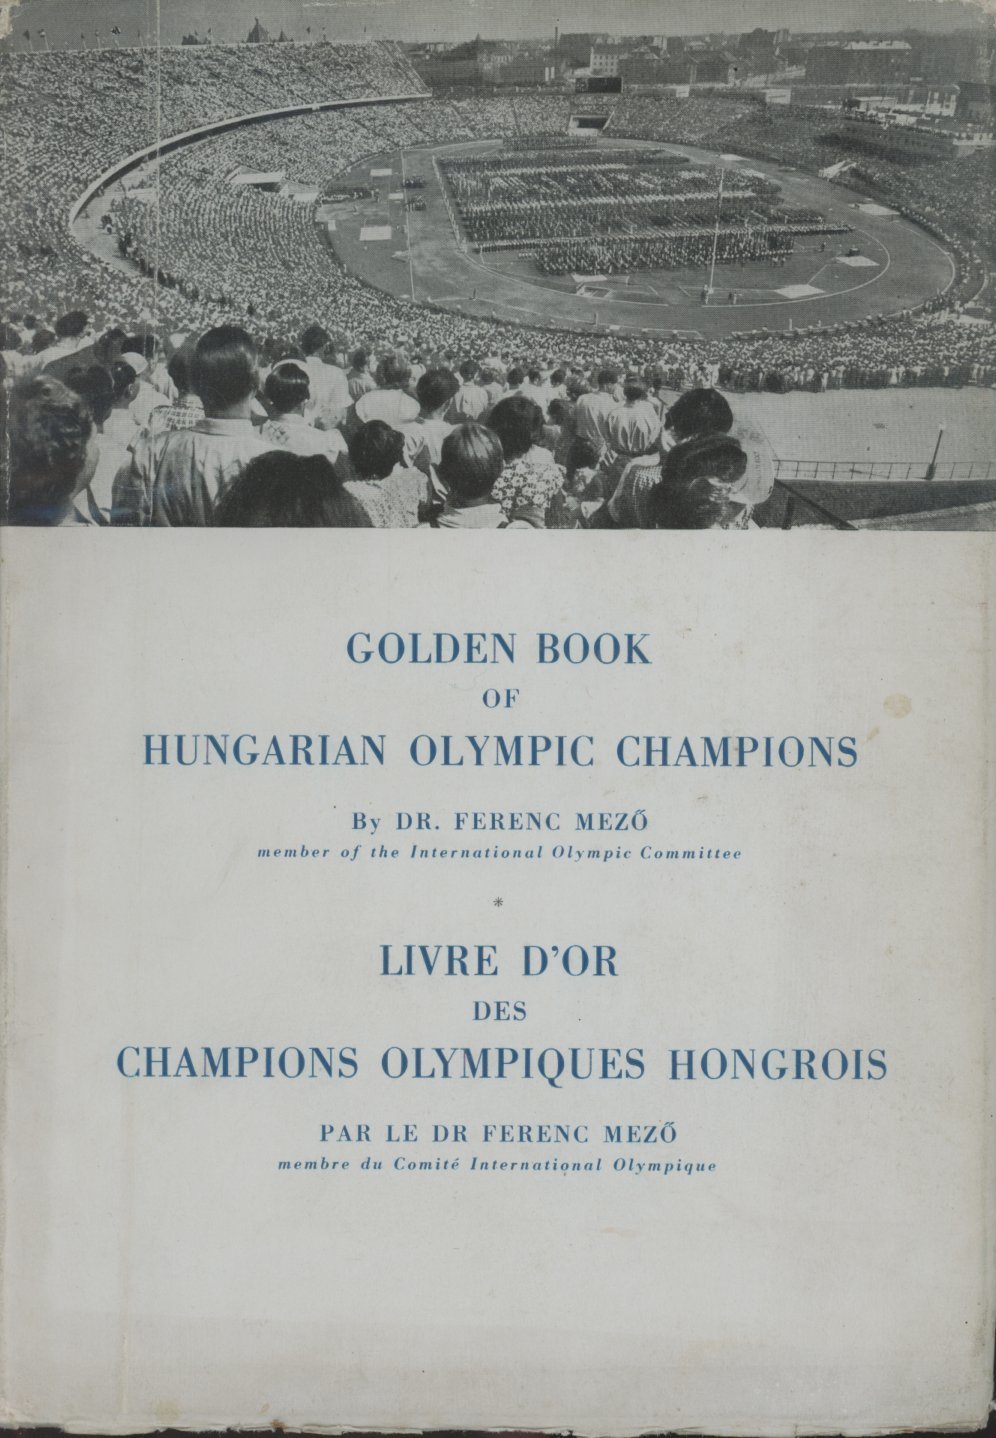 GOLDEN BOOK
OF
HUNGARIAN OLYMPIC CHAMPIONS
By DR. FERENC MEZŐ
member of the International Olympic Committee
*
LIVRE D'OR
DES
CHAMPIONS OLYMPIQUES HONGROIS
PAR LE DR FERENC MEZŐ
membre du Comité International Olympique